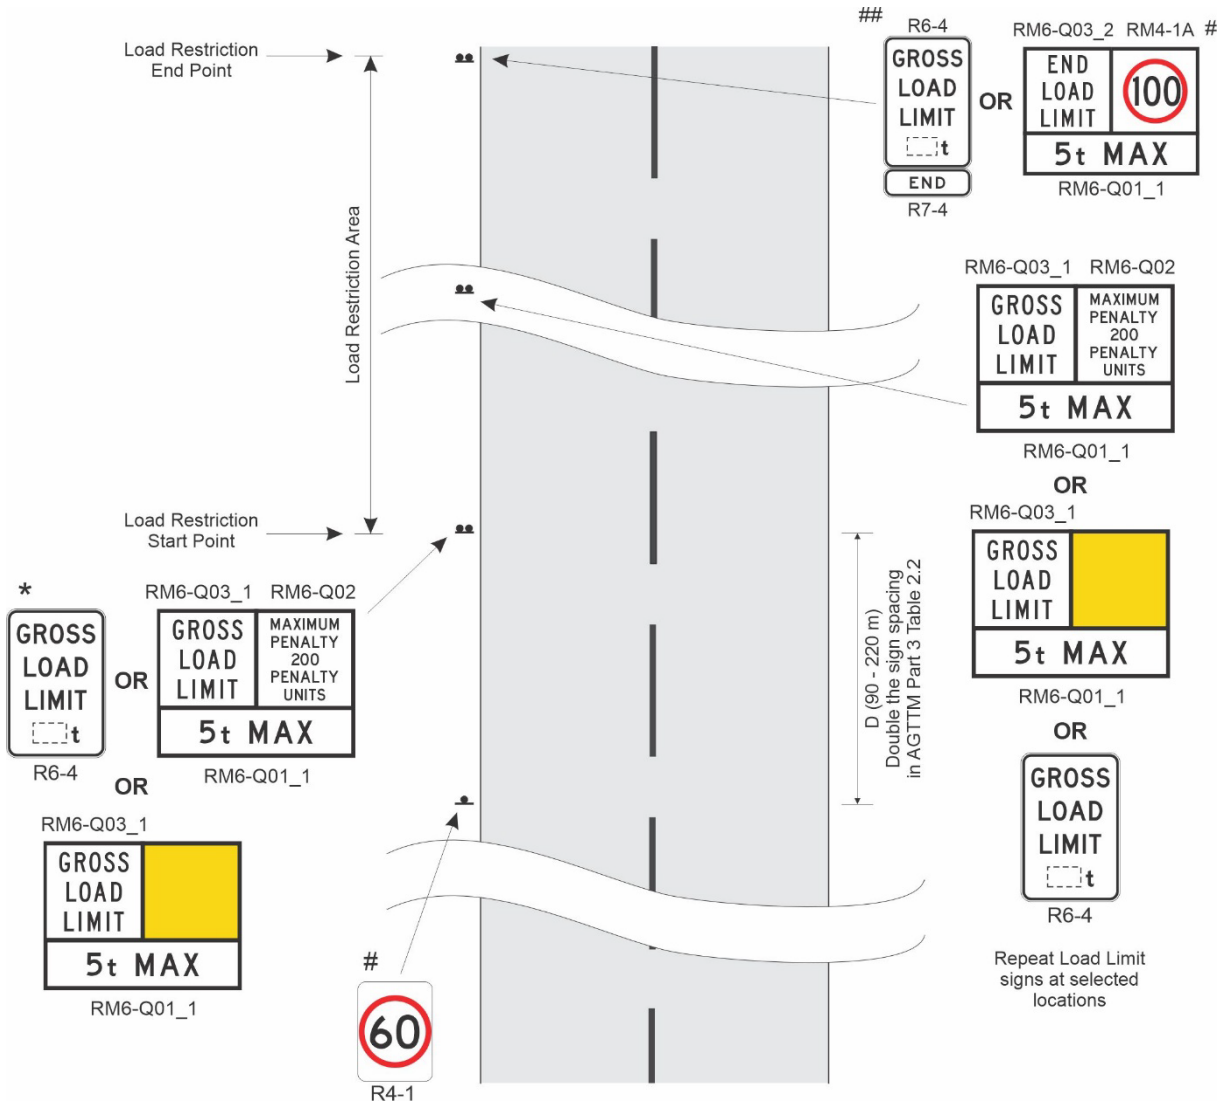 Load Restriction
End Point
##
R6-4
GROSS
LOAD
LIMIT
t
END
R7-4
OR
RM6-Q03_2 RM4-1A #
END
LOAD
LIMIT
100
5t MAX
RM6-Q01_1
Load Restriction Area
RM6-Q03_1 RM6-Q02
GROSS
LOAD
LIMIT
MAXIMUM
PENALTY
200
PENALTY
UNITS
5t MAX
RM6-Q01_1
OR
RM6-Q03_1
GROSS
LOAD
LIMIT
5t MAX
RM6-Q01_1
OR
GROSS
LOAD
LIMIT
t
R6-4
Repeat Load Limit
signs at selected
locations
Load Restriction
Start Point
D (90 - 220 m)
Double the sign spacing
in AGTTM Part 3 Table 2.2
*
GROSS
LOAD
LIMIT
t
R6-4
OR
RM6-Q03_1 RM6-Q02
GROSS
LOAD
LIMIT
MAXIMUM
PENALTY
200
PENALTY
UNITS
5t MAX
RM6-Q01_1
OR
RM6-Q03_1
GROSS
LOAD
LIMIT
5t MAX
RM6-Q01_1
#
60
R4-1